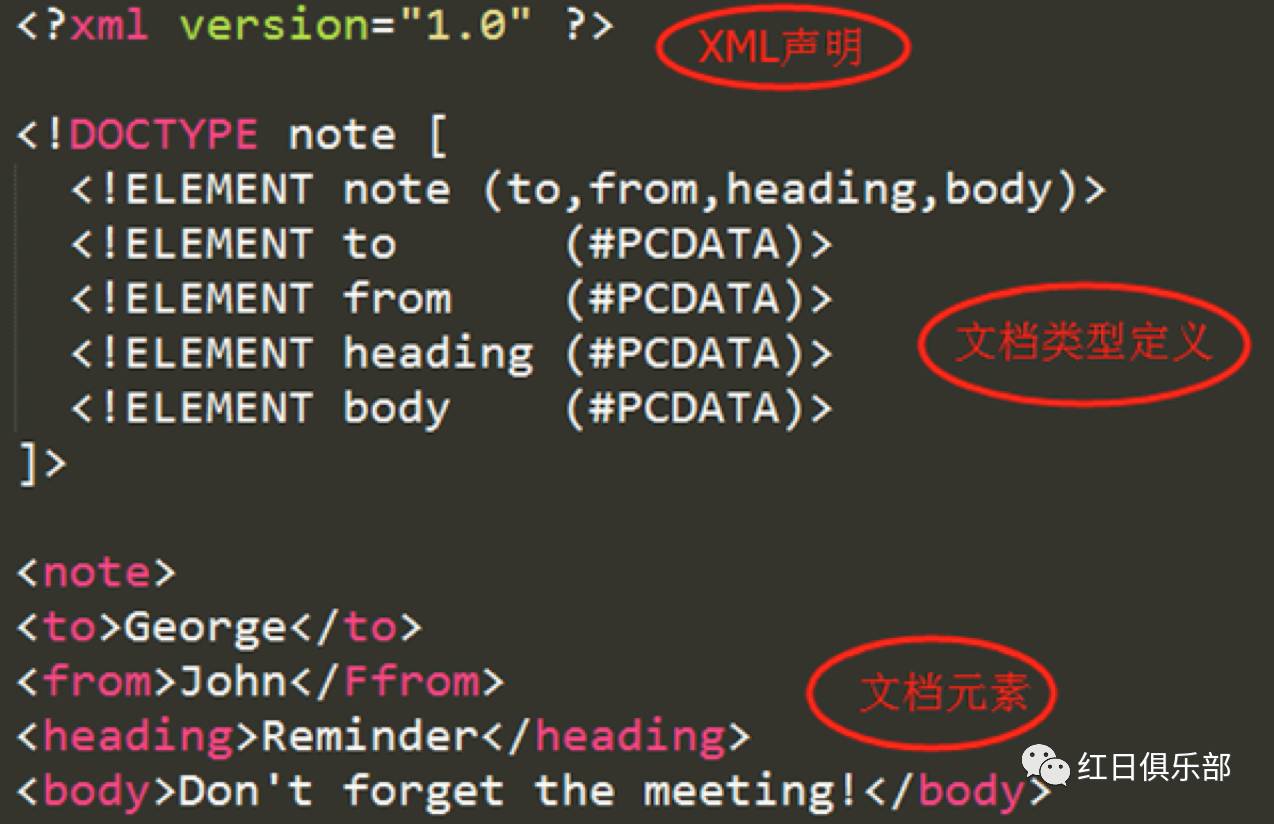 <?xml version="1.0" ?>
XML声明
<!DOCTYPE note [
<!ELEMENT note (to,from,heading,body)>
<!ELEMENT to (#PCDATA)>
<!ELEMENT from (#PCDATA)>
<!ELEMENT heading (#PCDATA)>
<!ELEMENT body (#PCDATA)>
]>
文档类型定义
<note>
<to>George</to>
<from>John</Ffrom>
<heading>Reminder</heading>
<body>Don't forget the meeting!</body>
文档元素
红日俱乐部